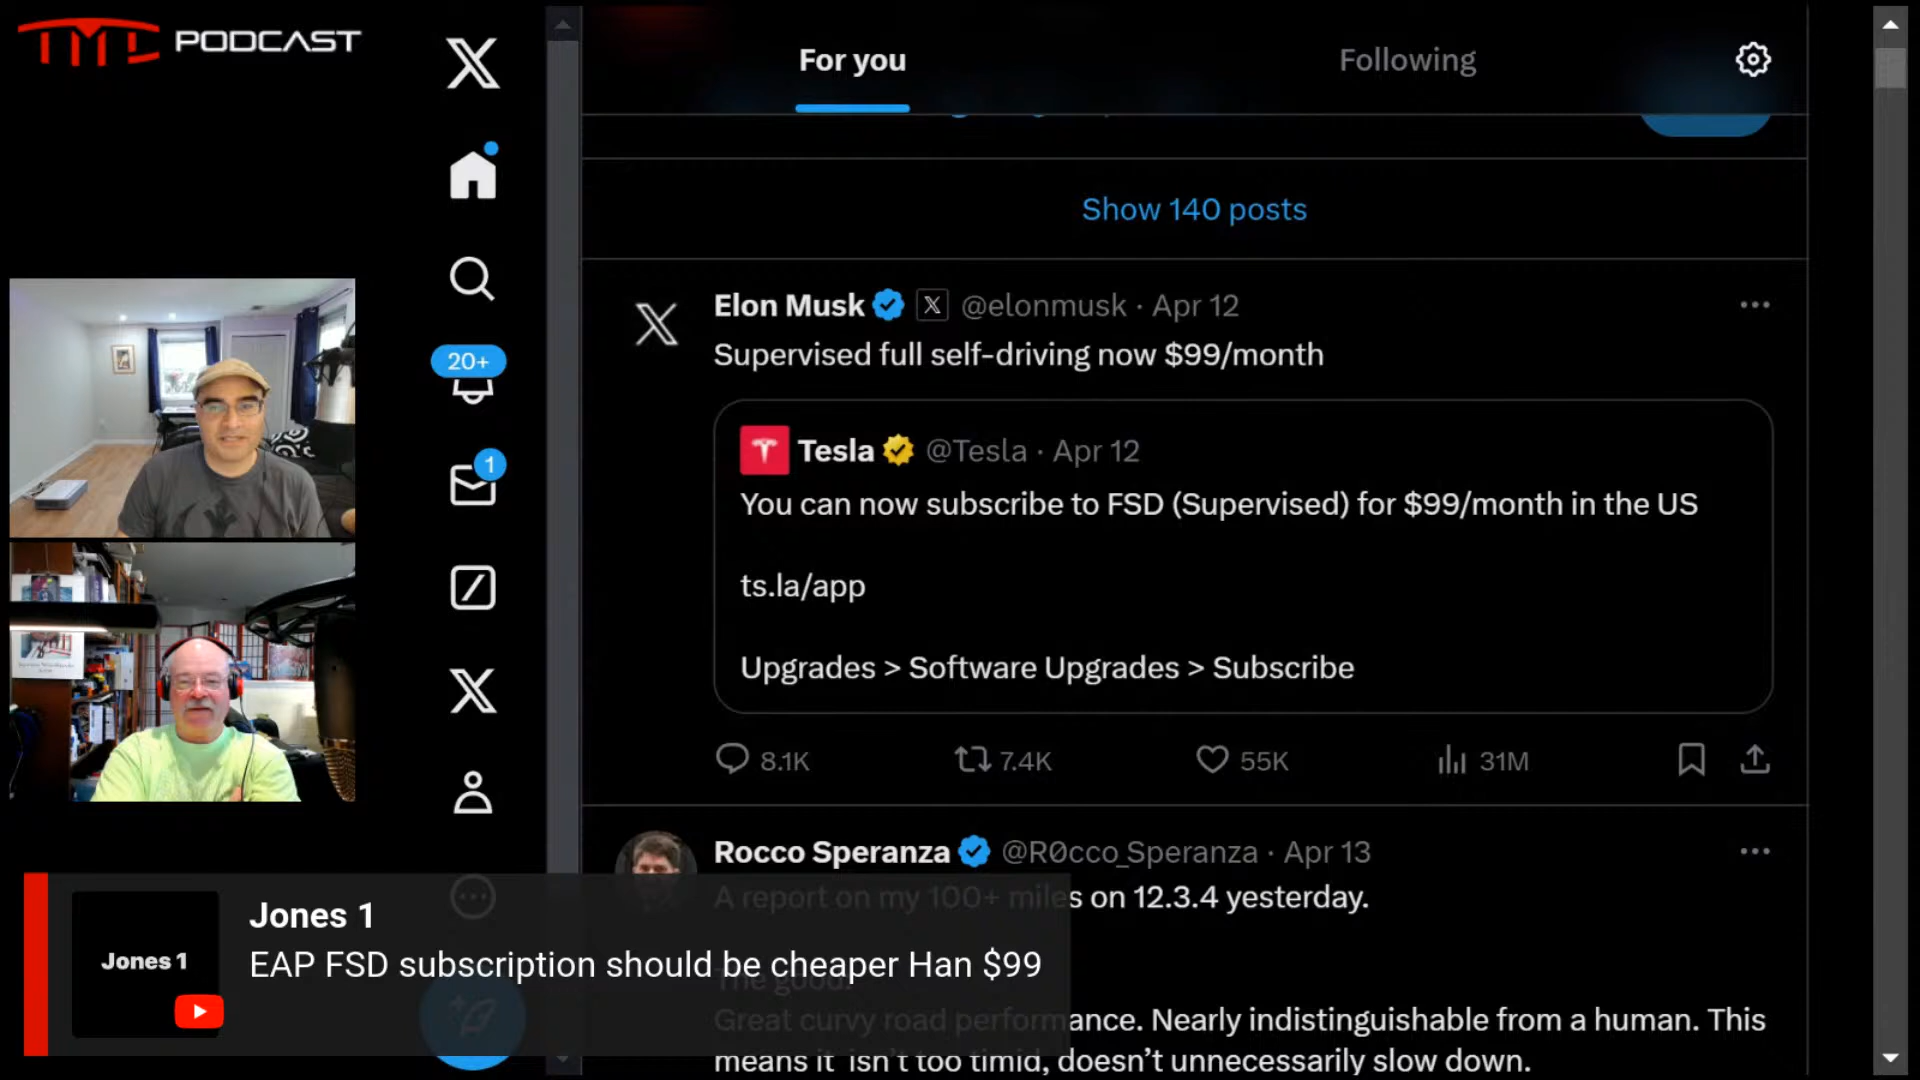 TMC PODCAST
For you
Following
Show 140 posts
20+
1
Elon Musk @elonmusk · Apr 12
Supervised full self-driving now $99/month
Tesla @Tesla · Apr 12
You can now subscribe to FSD (Supervised) for $99/month in the US
ts.la/app
Upgrades > Software Upgrades > Subscribe
8.1K
7.4K
55K
31M
Rocco Speranza @R0cco_Speranza · Apr 13
A report on my 100+ miles on 12.3.4 yesterday.
The good:
Great curvy road performance. Nearly indistinguishable from a human. This
means it isn't too timid, doesn't unnecessarily slow down.
Jones 1
Jones 1
EAP FSD subscription should be cheaper Han $99